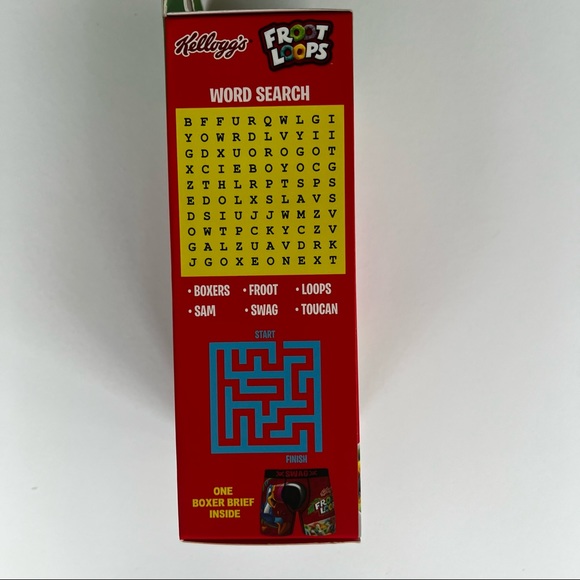 Kellogg's
FROOT
LOOPS
WORD SEARCH
B F F U R Q W L G I
Y O W R D L V Y I I
G D X U O R O G O T
X C I E B O Y O C G
Z T H L R P T S P S
E D O L X S L A V S
D S I U J J W M Z V
O W T P C K Y C Z V
G A L Z U A V D R K
J G O X E O N E X T
• BOXERS • FROOT • LOOPS
• SAM • SWAG • TOUCAN
START
FINISH
ONE
BOXER BRIEF
INSIDE